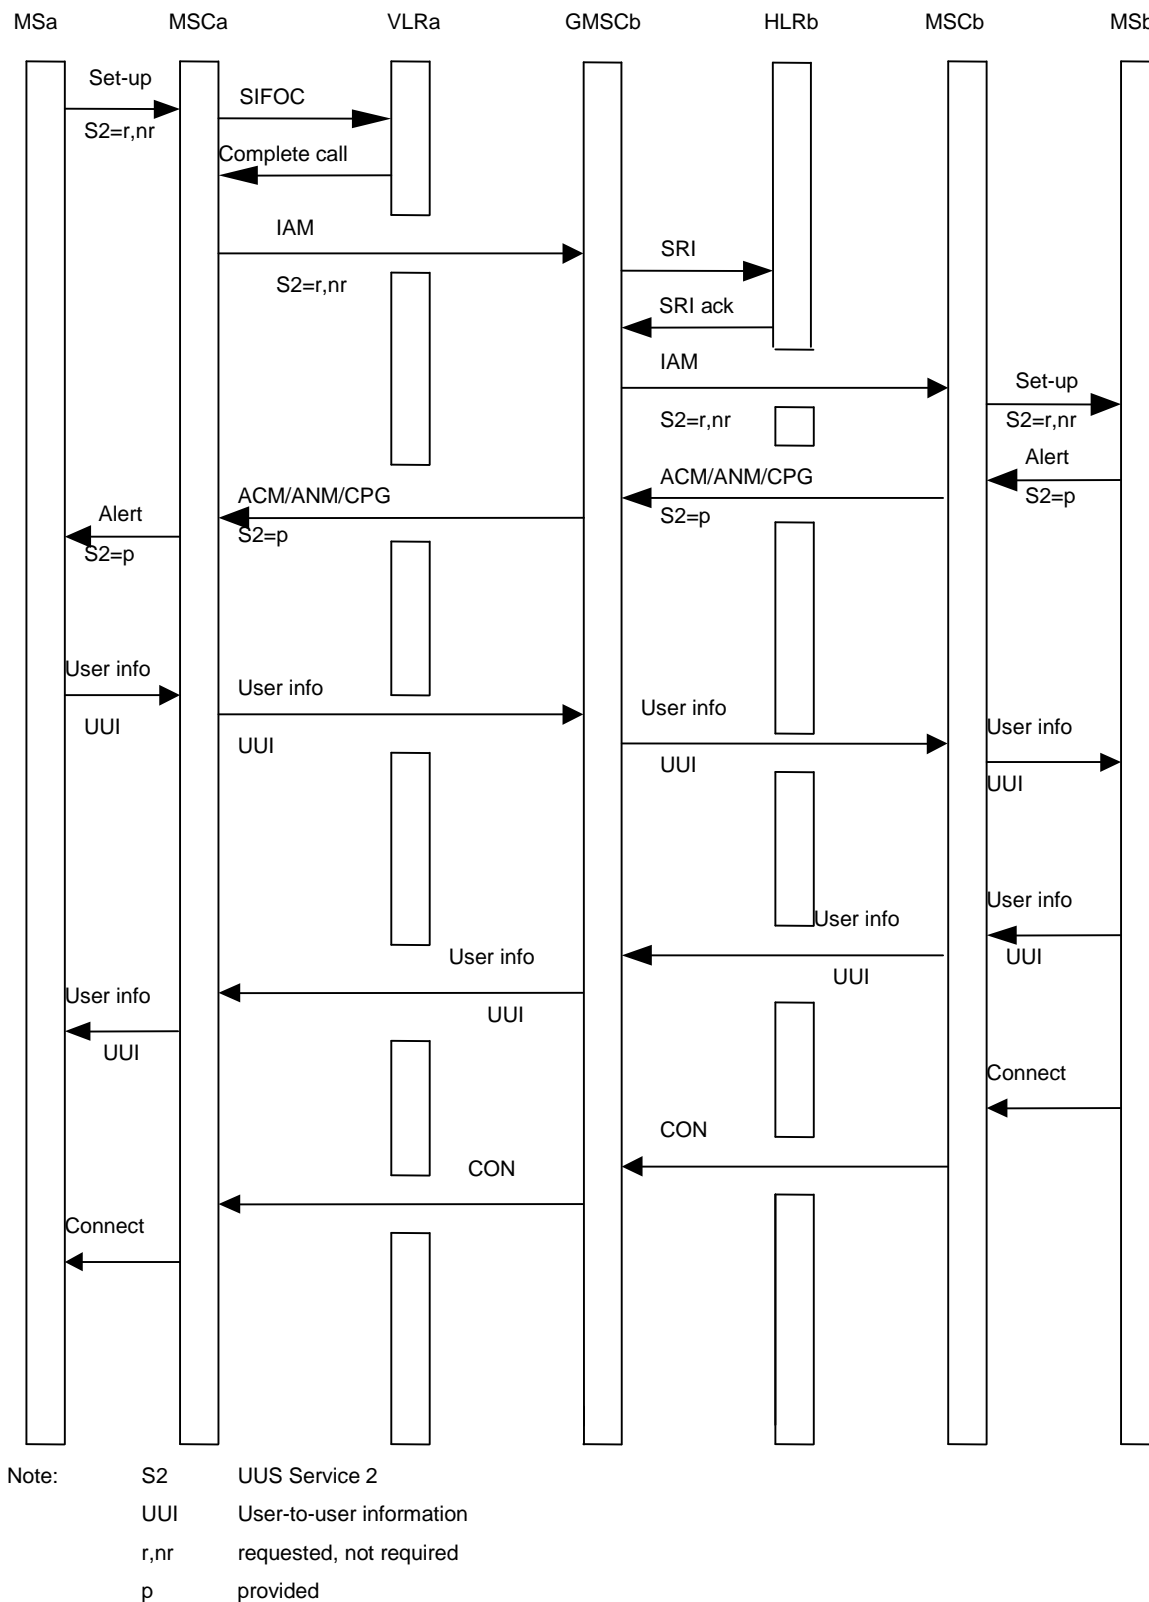 MSa MSCa VLRa GMSCb HLRb MSCb MSb
Set-up
SIFOC
S2=r,nr
Complete call
IAM
SRI
S2=r,nr
SRI ack
IAM
Set-up
S2=r,nr
S2=r,nr
Alert
ACM/ANM/CPG
ACM/ANM/CPG
S2=p
Alert
S2=p
S2=p
S2=p
User info
User info
User info
UUI
User info
UUI
UUI
UUI
User info
User info
User info
UUI
UUI
User info
UUI
UUI
Connect
CON
CON
Connect
Note: S2 UUS Service 2
UUI User-to-user information
r,nr requested, not required
p provided